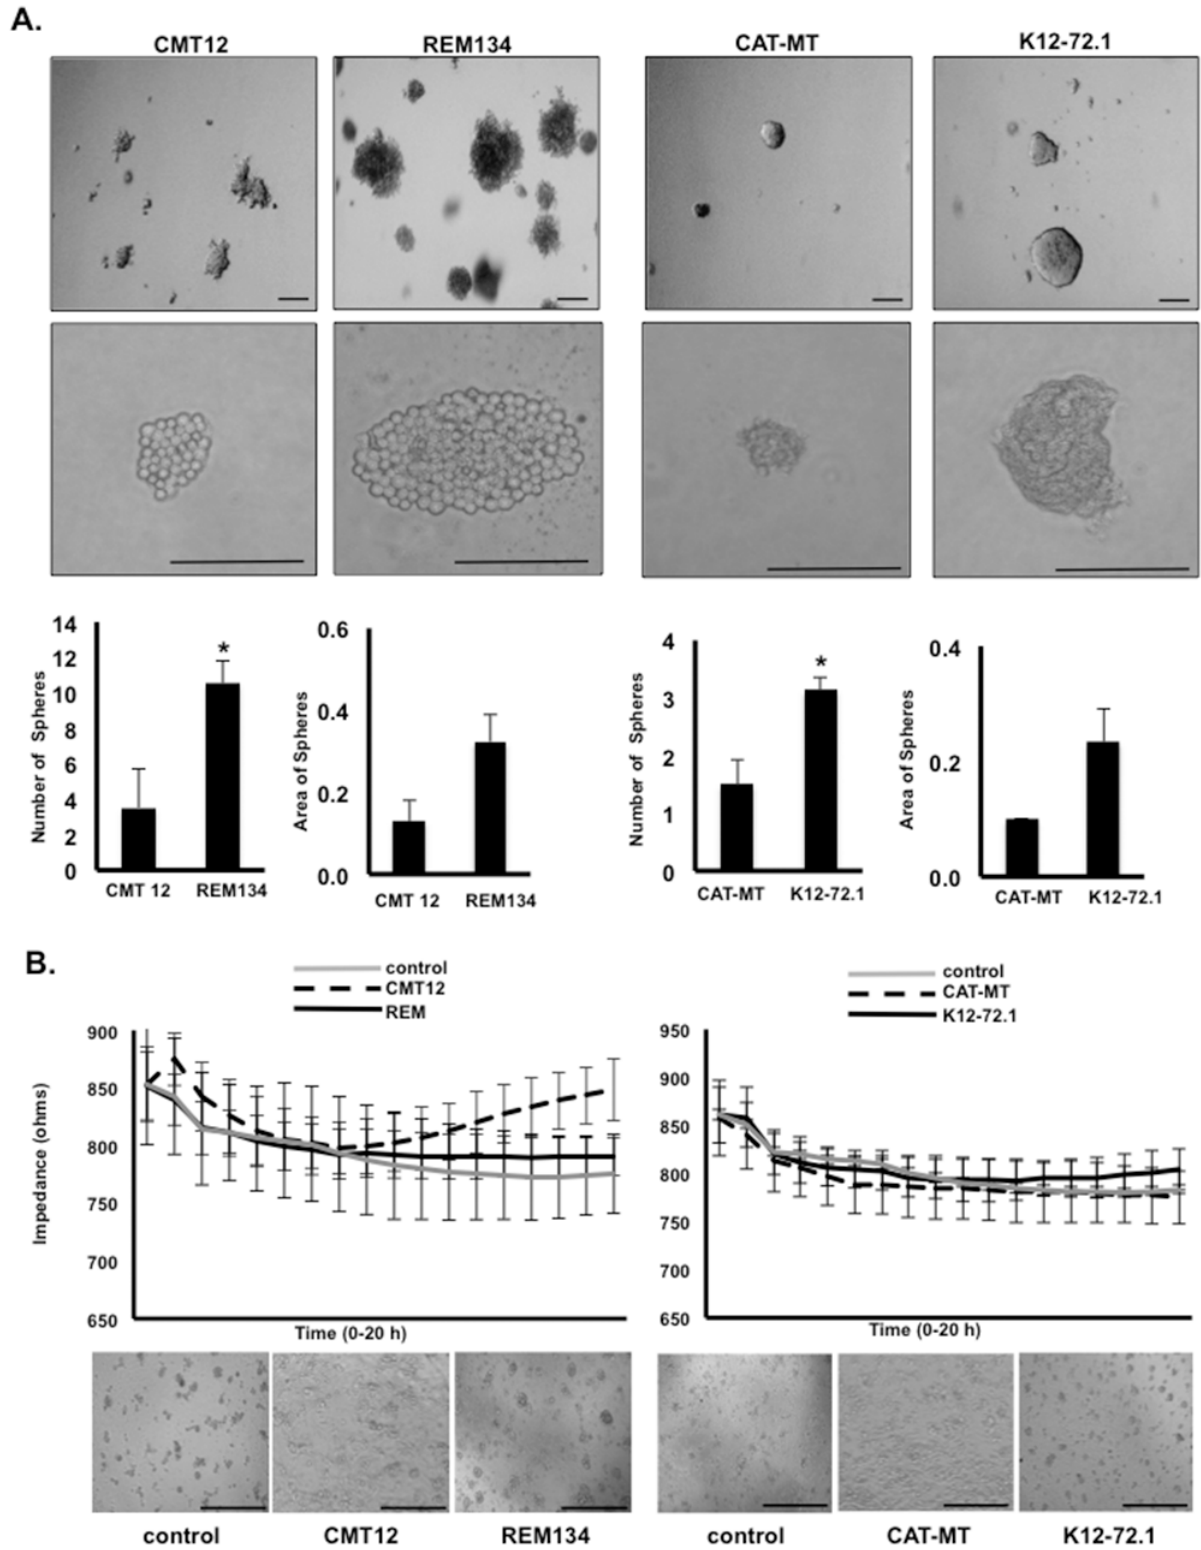 A.
CMT12 REM134 CAT-MT K12-72.1
14
12
10
8
6
4
2
0
Number of Spheres
*
CMT 12 REM134
0.6
0.4
0.2
0.0
Area of Spheres
CMT 12 REM134
4
3
2
1
0
Number of Spheres
*
CAT-MT K12-72.1
0.4
0.2
0.0
Area of Spheres
CAT-MT K12-72.1
B.
control
CMT12
REM
900
850
800
750
700
650
Impedance (ohms)
Time (0-20 h)
control
CAT-MT
K12-72.1
950
900
850
800
750
700
650
Time (0-20 h)
control CMT12 REM134 control CAT-MT K12-72.1